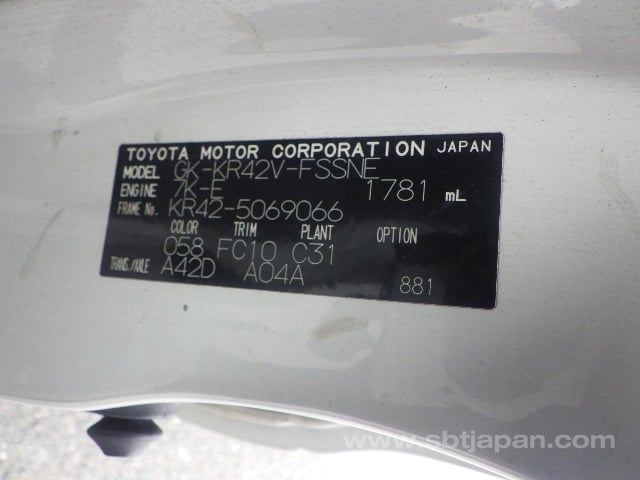 TOYOTA MOTOR CORPORATION JAPAN
MODEL GK-KR42V-FSSNE
ENGINE 7K-E 1781 mL
FRAME No. KR42-5069066
COLOR TRIM PLANT OPTION
058 FC10 C31
TRANS./AXLE A42D A04A 881
www.sbtjapan.com